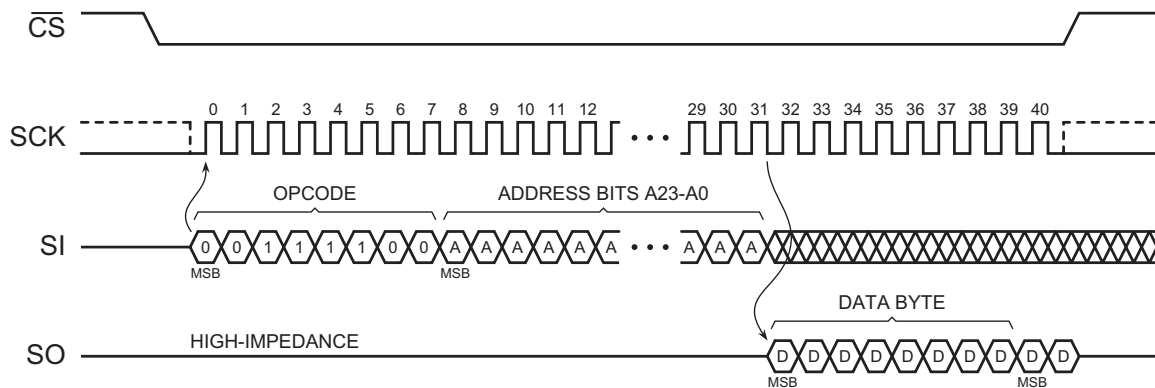 CS
0 1 2 3 4 5 6 7 8 9 10 11 12 29 30 31 32 33 34 35 36 37 38 39 40
SCK
OPCODE ADDRESS BITS A23-A0
SI 0 0 1 1 1 1 0 0 A A A A A A A A A
MSB MSB
DATA BYTE
HIGH-IMPEDANCE
SO D D D D D D D D D D
MSB MSB